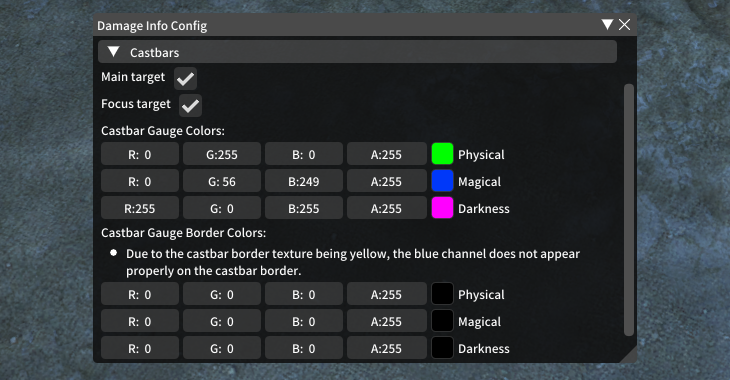 Damage Info Config
Castbars
Main target
Focus target
Castbar Gauge Colors:
R: 0 G:255 B: 0 A:255 Physical
R: 0 G: 56 B:249 A:255 Magical
R:255 G: 0 B:255 A:255 Darkness
Castbar Gauge Border Colors:
Due to the castbar border texture being yellow, the blue channel does not appear
properly on the castbar border.
R: 0 G: 0 B: 0 A:255 Physical
R: 0 G: 0 B: 0 A:255 Magical
R: 0 G: 0 B: 0 A:255 Darkness